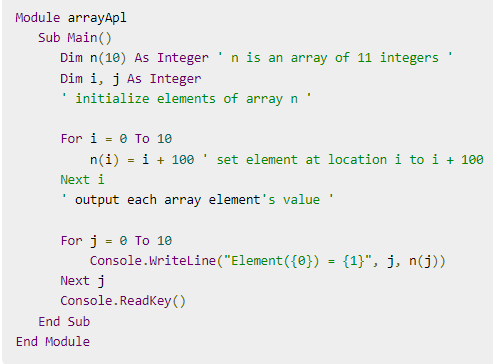 Module arrayApl
Sub Main()
Dim n(10) As Integer ' n is an array of 11 integers '
Dim i, j As Integer
' initialize elements of array n '
For i = 0 To 10
n(i) = i + 100 ' set element at location i to i + 100
Next i
' output each array element's value '
For j = 0 To 10
Console.WriteLine("Element({0}) = {1}", j, n(j))
Next j
Console.ReadKey()
End Sub
End Module